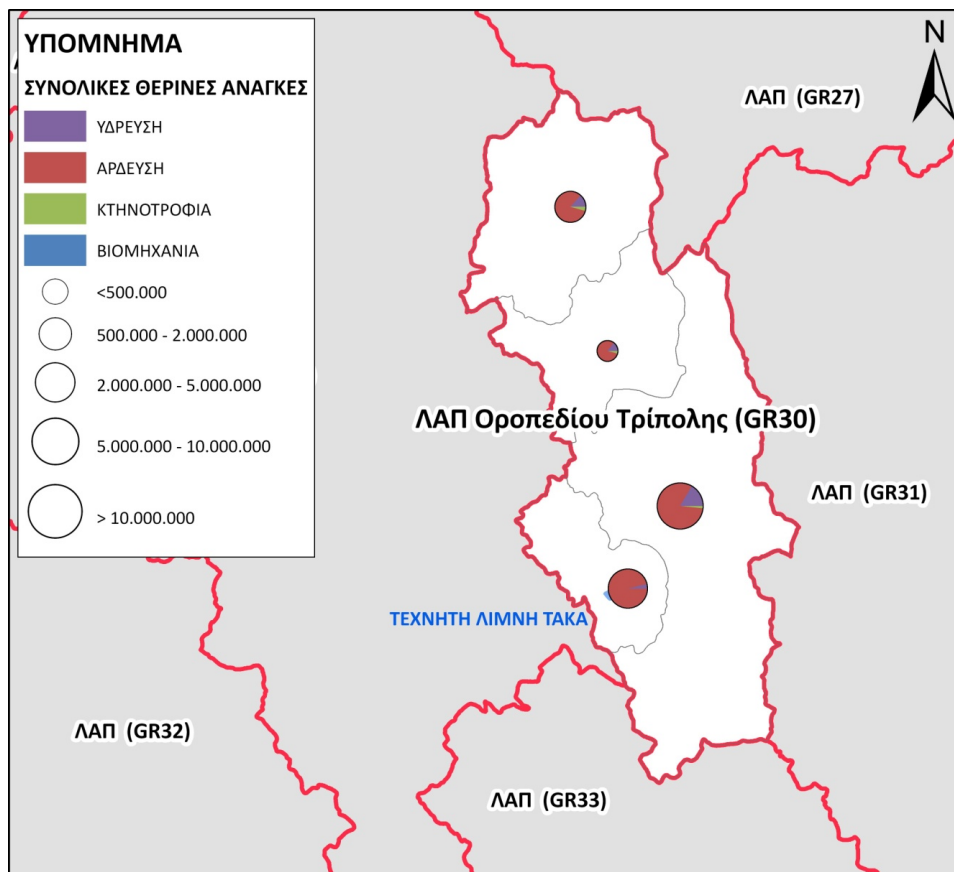 ΥΠΟΜΝΗΜΑ
ΣΥΝΟΛΙΚΕΣ ΘΕΡΙΝΕΣ ΑΝΑΓΚΕΣ
ΥΔΡΕΥΣΗ
ΑΡΔΕΥΣΗ
ΚΤΗΝΟΤΡΟΦΙΑ
ΒΙΟΜΗΧΑΝΙΑ
<500.000
500.000 - 2.000.000
2.000.000 - 5.000.000
5.000.000 - 10.000.000
> 10.000.000
N
ΛΑΠ (GR27)
ΛΑΠ Οροπεδίου Τρίπολης (GR30)
ΛΑΠ (GR31)
ΤΕΧΝΗΤΗ ΛΙΜΝΗ ΤΑΚΑ
ΛΑΠ (GR32)
ΛΑΠ (GR33)